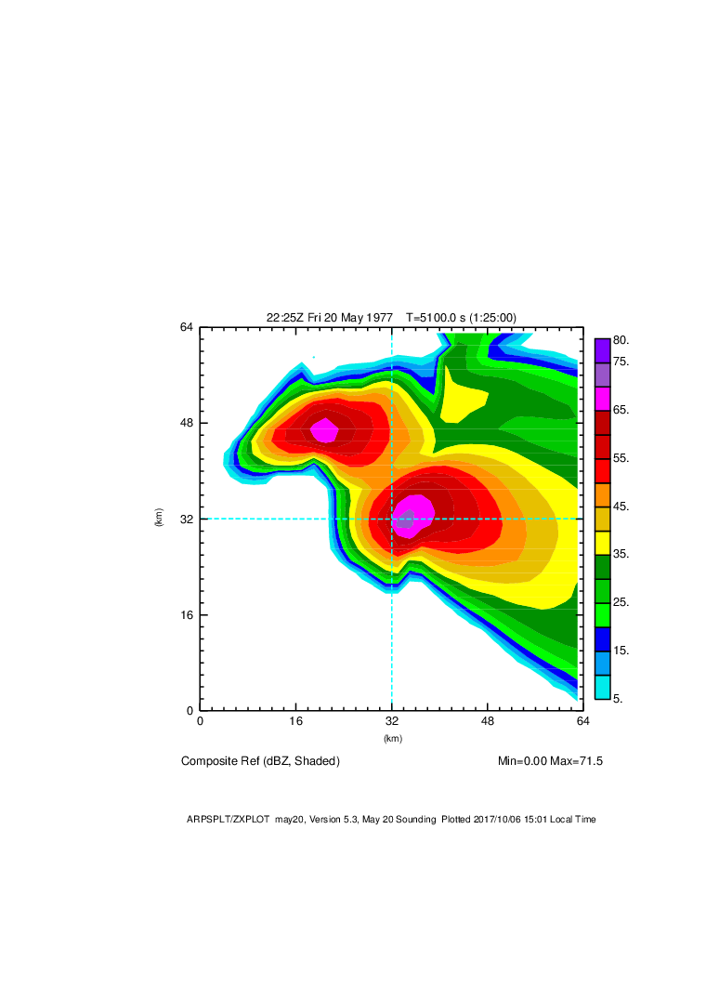 22:25Z Fri 20 May 1977 T=5100.0 s (1:25:00)
64
48
32
16
0
(km)
0 16 32 48 64
(km)
80.
75.
65.
55.
45.
35.
25.
15.
5.
Composite Ref (dBZ, Shaded) Min=0.00 Max=71.5
ARPSPLT/ZXPLOT may20, Version 5.3, May 20 Sounding Plotted 2017/10/06 15:01 Local Time